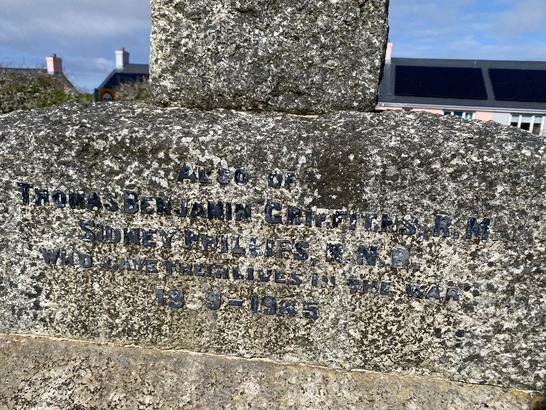 ALSO OF
THOMAS BENJAMIN GRIFFITHS, R.M.
SIDNEY PHILLIPS, R.N.R.
WHO GAVE THEIR LIVES IN THE WAR
1939-1945